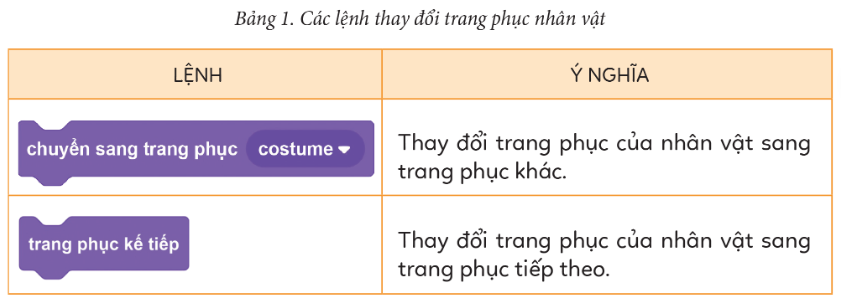 Bảng 1. Các lệnh thay đổi trang phục nhân vật
LỆNH
Ý NGHĨA
chuyển sang trang phục costume
Thay đổi trang phục của nhân vật sang
trang phục khác.
trang phục kế tiếp
Thay đổi trang phục của nhân vật sang
trang phục tiếp theo.